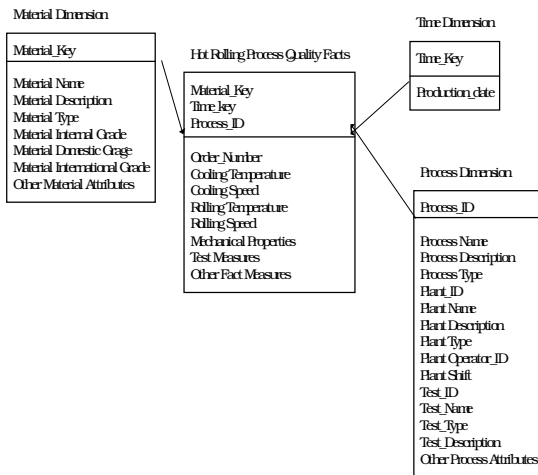 Material Dimension
Material_Key
Material Name
Material Description
Material Type
Material Internal Grade
Material Domestic Grage
Material International Grade
Other Material Attributes
Hot Rolling Process Quality Facts
Material_Key
Time_key
Process_ID
Order_Number
Cooling Temperature
Cooling Speed
Rolling Temperature
Rolling Speed
Mechanical Properties
Test Measures
Other Fact Measures
Time Dimension
Time_Key
Production_date
Process Dimension
Process_ID
Process Name
Process Description
Process Type
Plant_ID
Plant Name
Plant Description
Plant Type
Plant Operator_ID
Plant Shift
Test_ID
Test_Name
Test_Type
Test_Description
Other Process Attributes